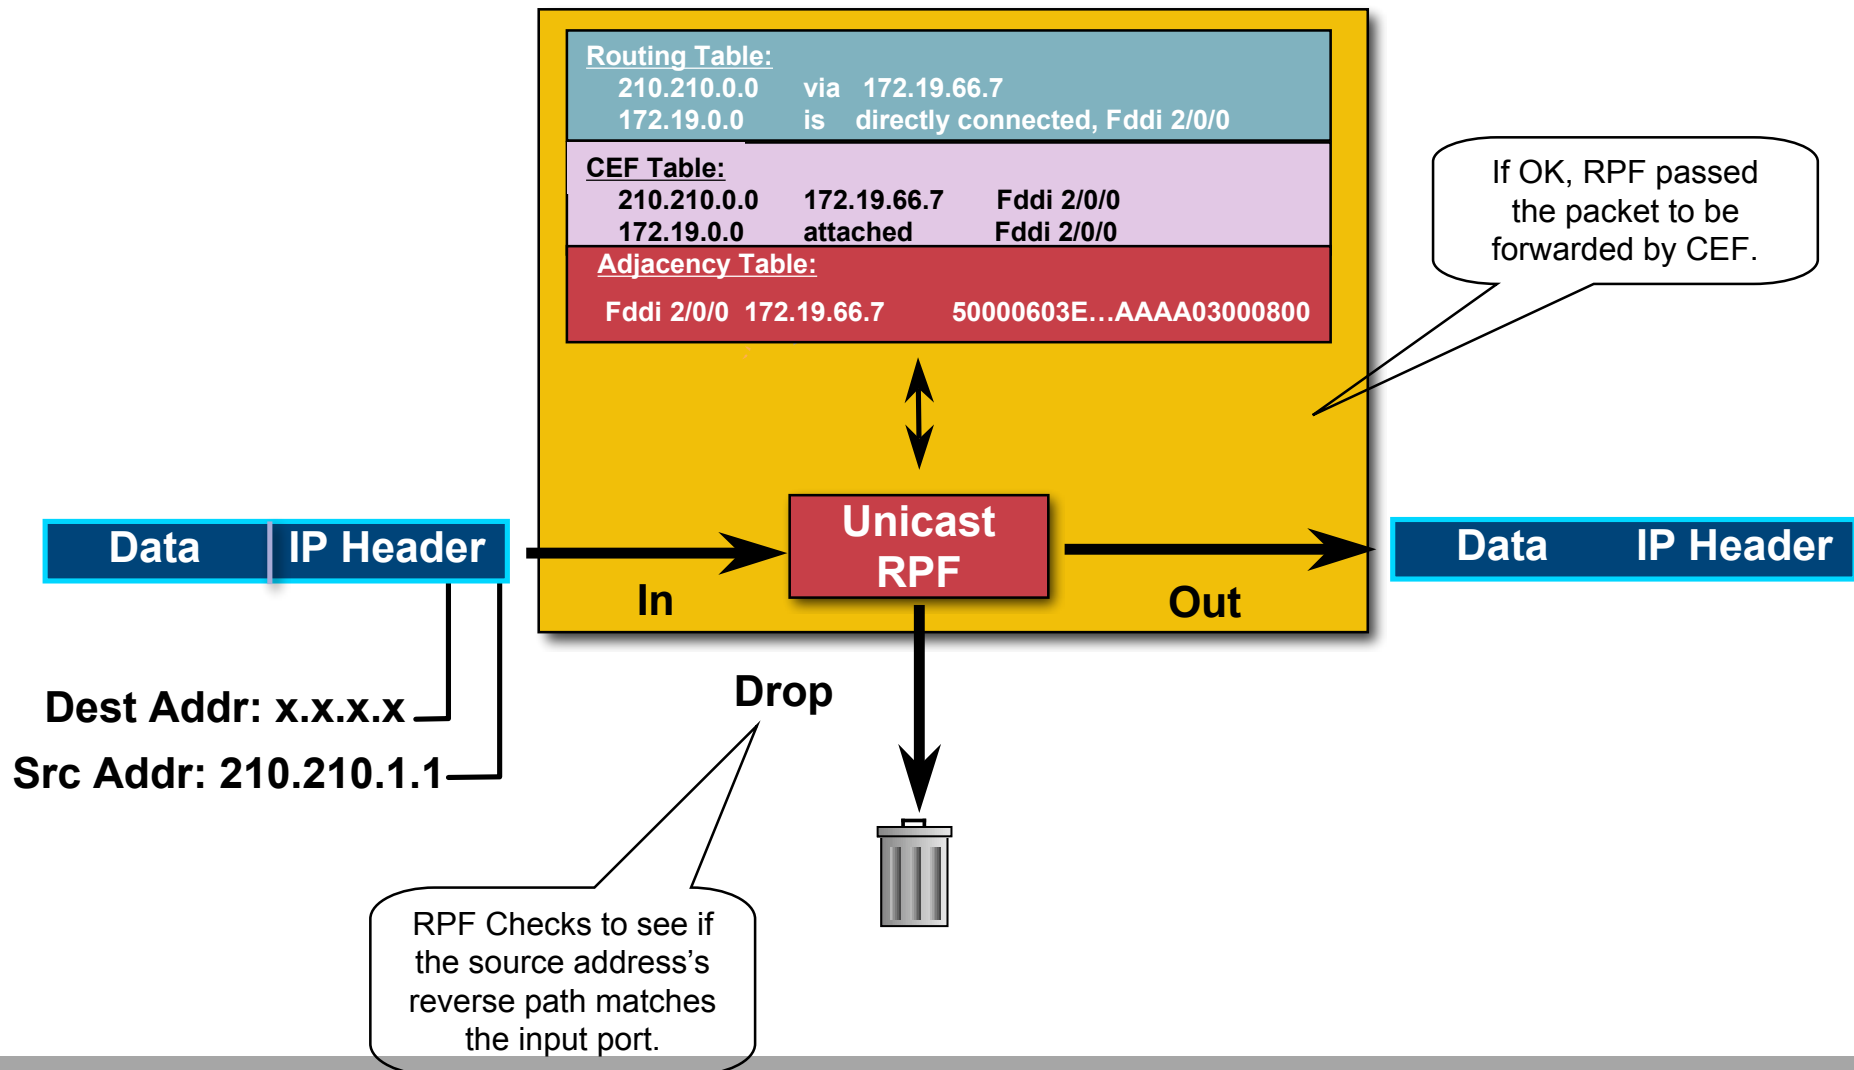 Routing Table:
210.210.0.0 via 172.19.66.7
172.19.0.0 is directly connected, Fddi 2/0/0
CEF Table:
210.210.0.0 172.19.66.7 Fddi 2/0/0
172.19.0.0 attached Fddi 2/0/0
Adjacency Table:
Fddi 2/0/0 172.19.66.7 50000603E…AAAA03000800
If OK, RPF passed
the packet to be
forwarded by CEF.
Data IP Header
In
Unicast
RPF
Out
Data IP Header
Dest Addr: x.x.x.x
Src Addr: 210.210.1.1
Drop
RPF Checks to see if
the source address’s
reverse path matches
the input port.